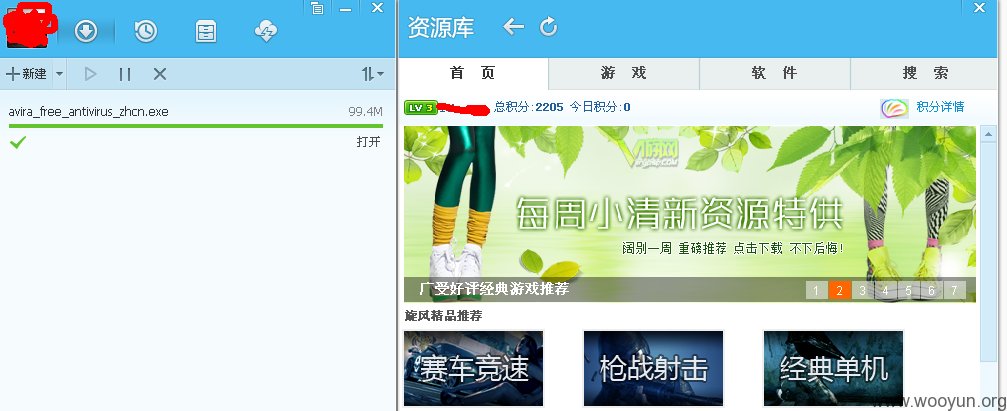 新建
avira_free_antivirus_zhcn.exe 99.4M
打开
资源库
首 页 游 戏 软 件 搜 索
LV 3 总积分:2205 今日积分:0 积分详情
每周小清新资源特供
阔别一周 重磅推荐 点击下载 不下后悔!
广受好评经典游戏推荐 1 2 3 4 5 6 7
旋风精品推荐
赛车竞速 枪战射击 经典单机
www.wooyun.org